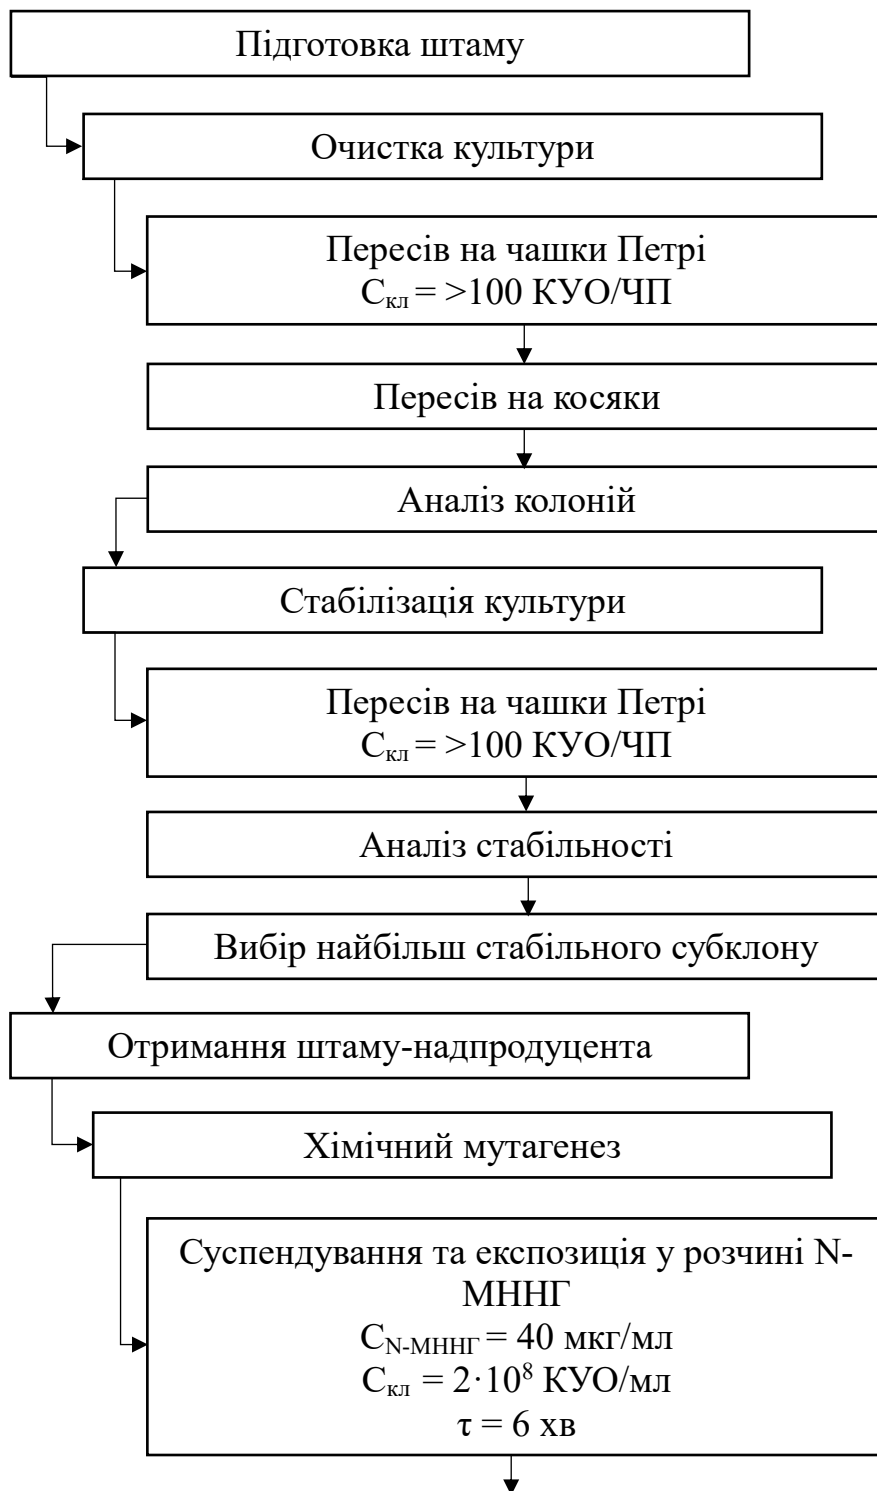 Підготовка штаму
Очистка культури
Пересів на чашки Петрі
Скл = >100 КУО/ЧП
Пересів на косяки
Аналіз колоній
Стабілізація культури
Пересів на чашки Петрі
Скл = >100 КУО/ЧП
Аналіз стабільності
Вибір найбільш стабільного субклону
Отримання штаму-надпродуцента
Хімічний мутагенез
Суспендування та експозиція у розчині N-
МННГ
СN-МННГ = 40 мкг/мл
Скл = 2·10⁸ КУО/мл
τ = 6 хв